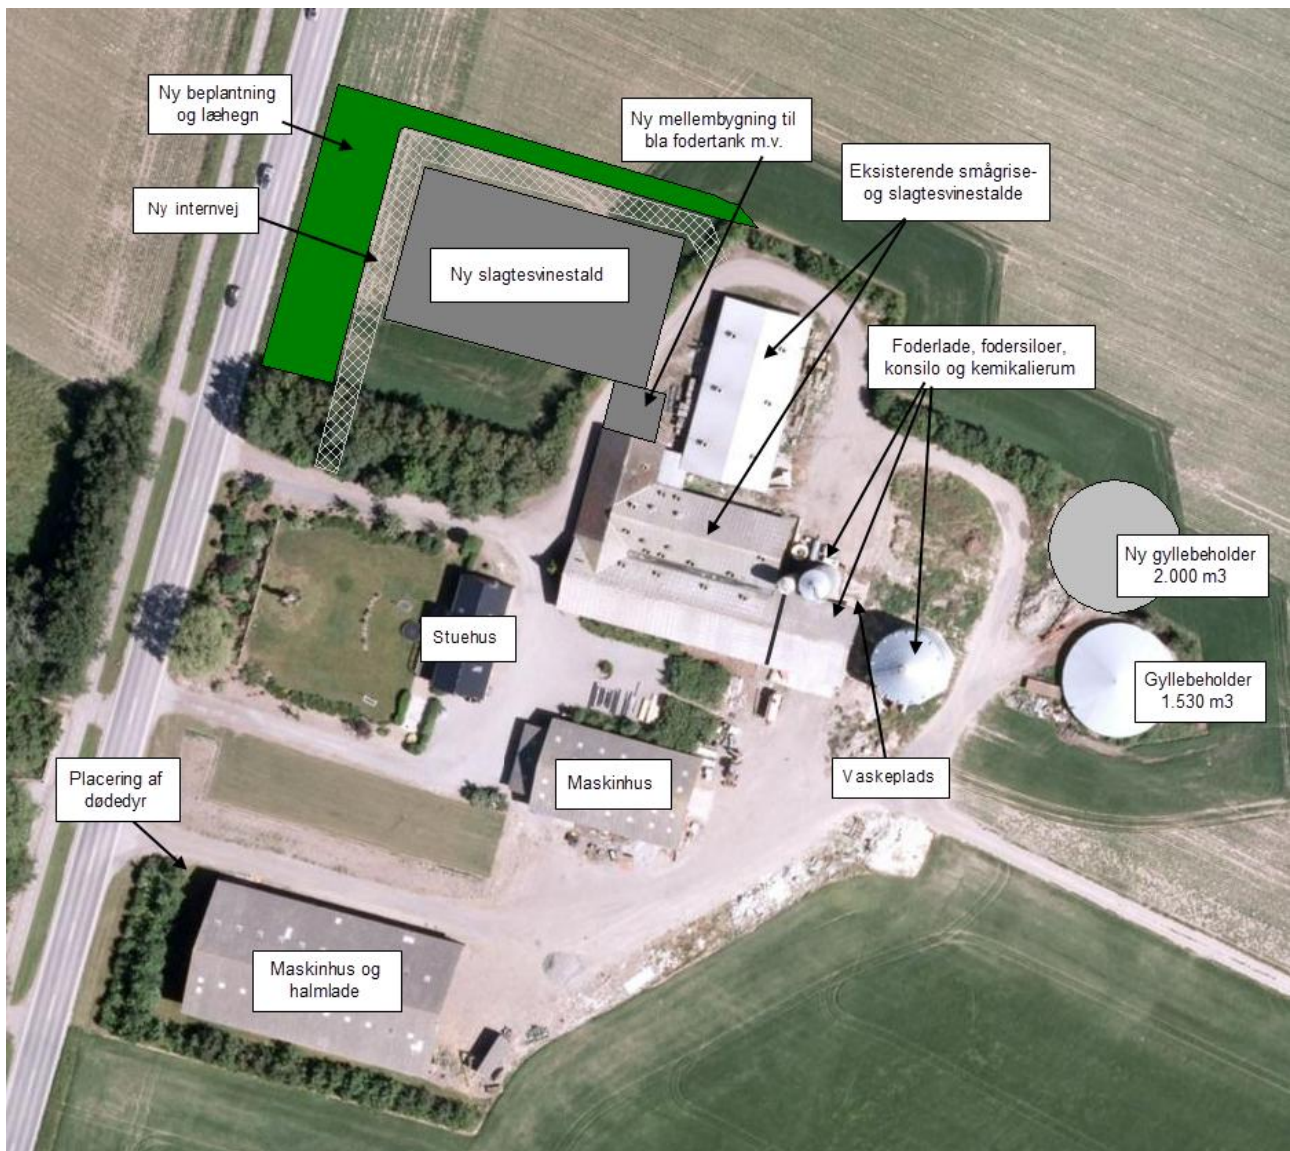 Ny beplantning
og læhegn
Ny mellembygning til
bla fodertank m.v.
Eksisterende smågrise-
og slagtesvinestalde
Ny internvej
Ny slagtesvinestald
Foderlade, fodersiloer,
konsilo og kemikalierum
Ny gyllebeholder
2.000 m3
Stuehus
Gyllebeholder
1.530 m3
Placering af
dødedyr
Maskinhus
Vaskeplads
Maskinhus og
halmlade